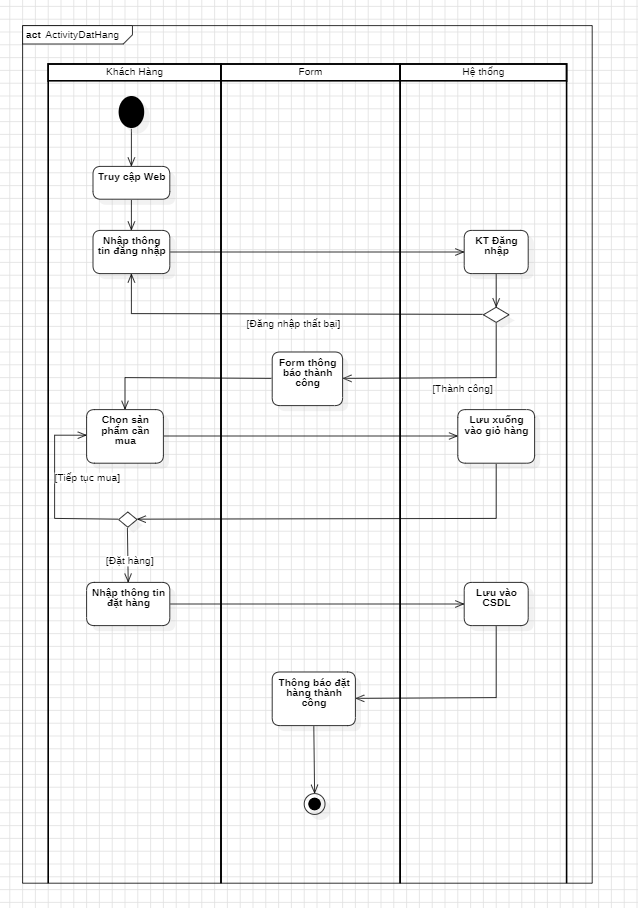 act ActivityDatHang
Khách Hàng
Form
Hệ thống
Truy cập Web
Nhập thông
tin đăng nhập
KT Đăng
nhập
[Đăng nhập thất bại]
Form thông
báo thành
công
[Thành công]
Chọn sản
phẩm cần
mua
Lưu xuống
vào giỏ hàng
[Tiếp tục mua]
[Đặt hàng]
Nhập thông tin
đặt hàng
Lưu vào
CSDL
Thông báo đặt
hàng thành
công